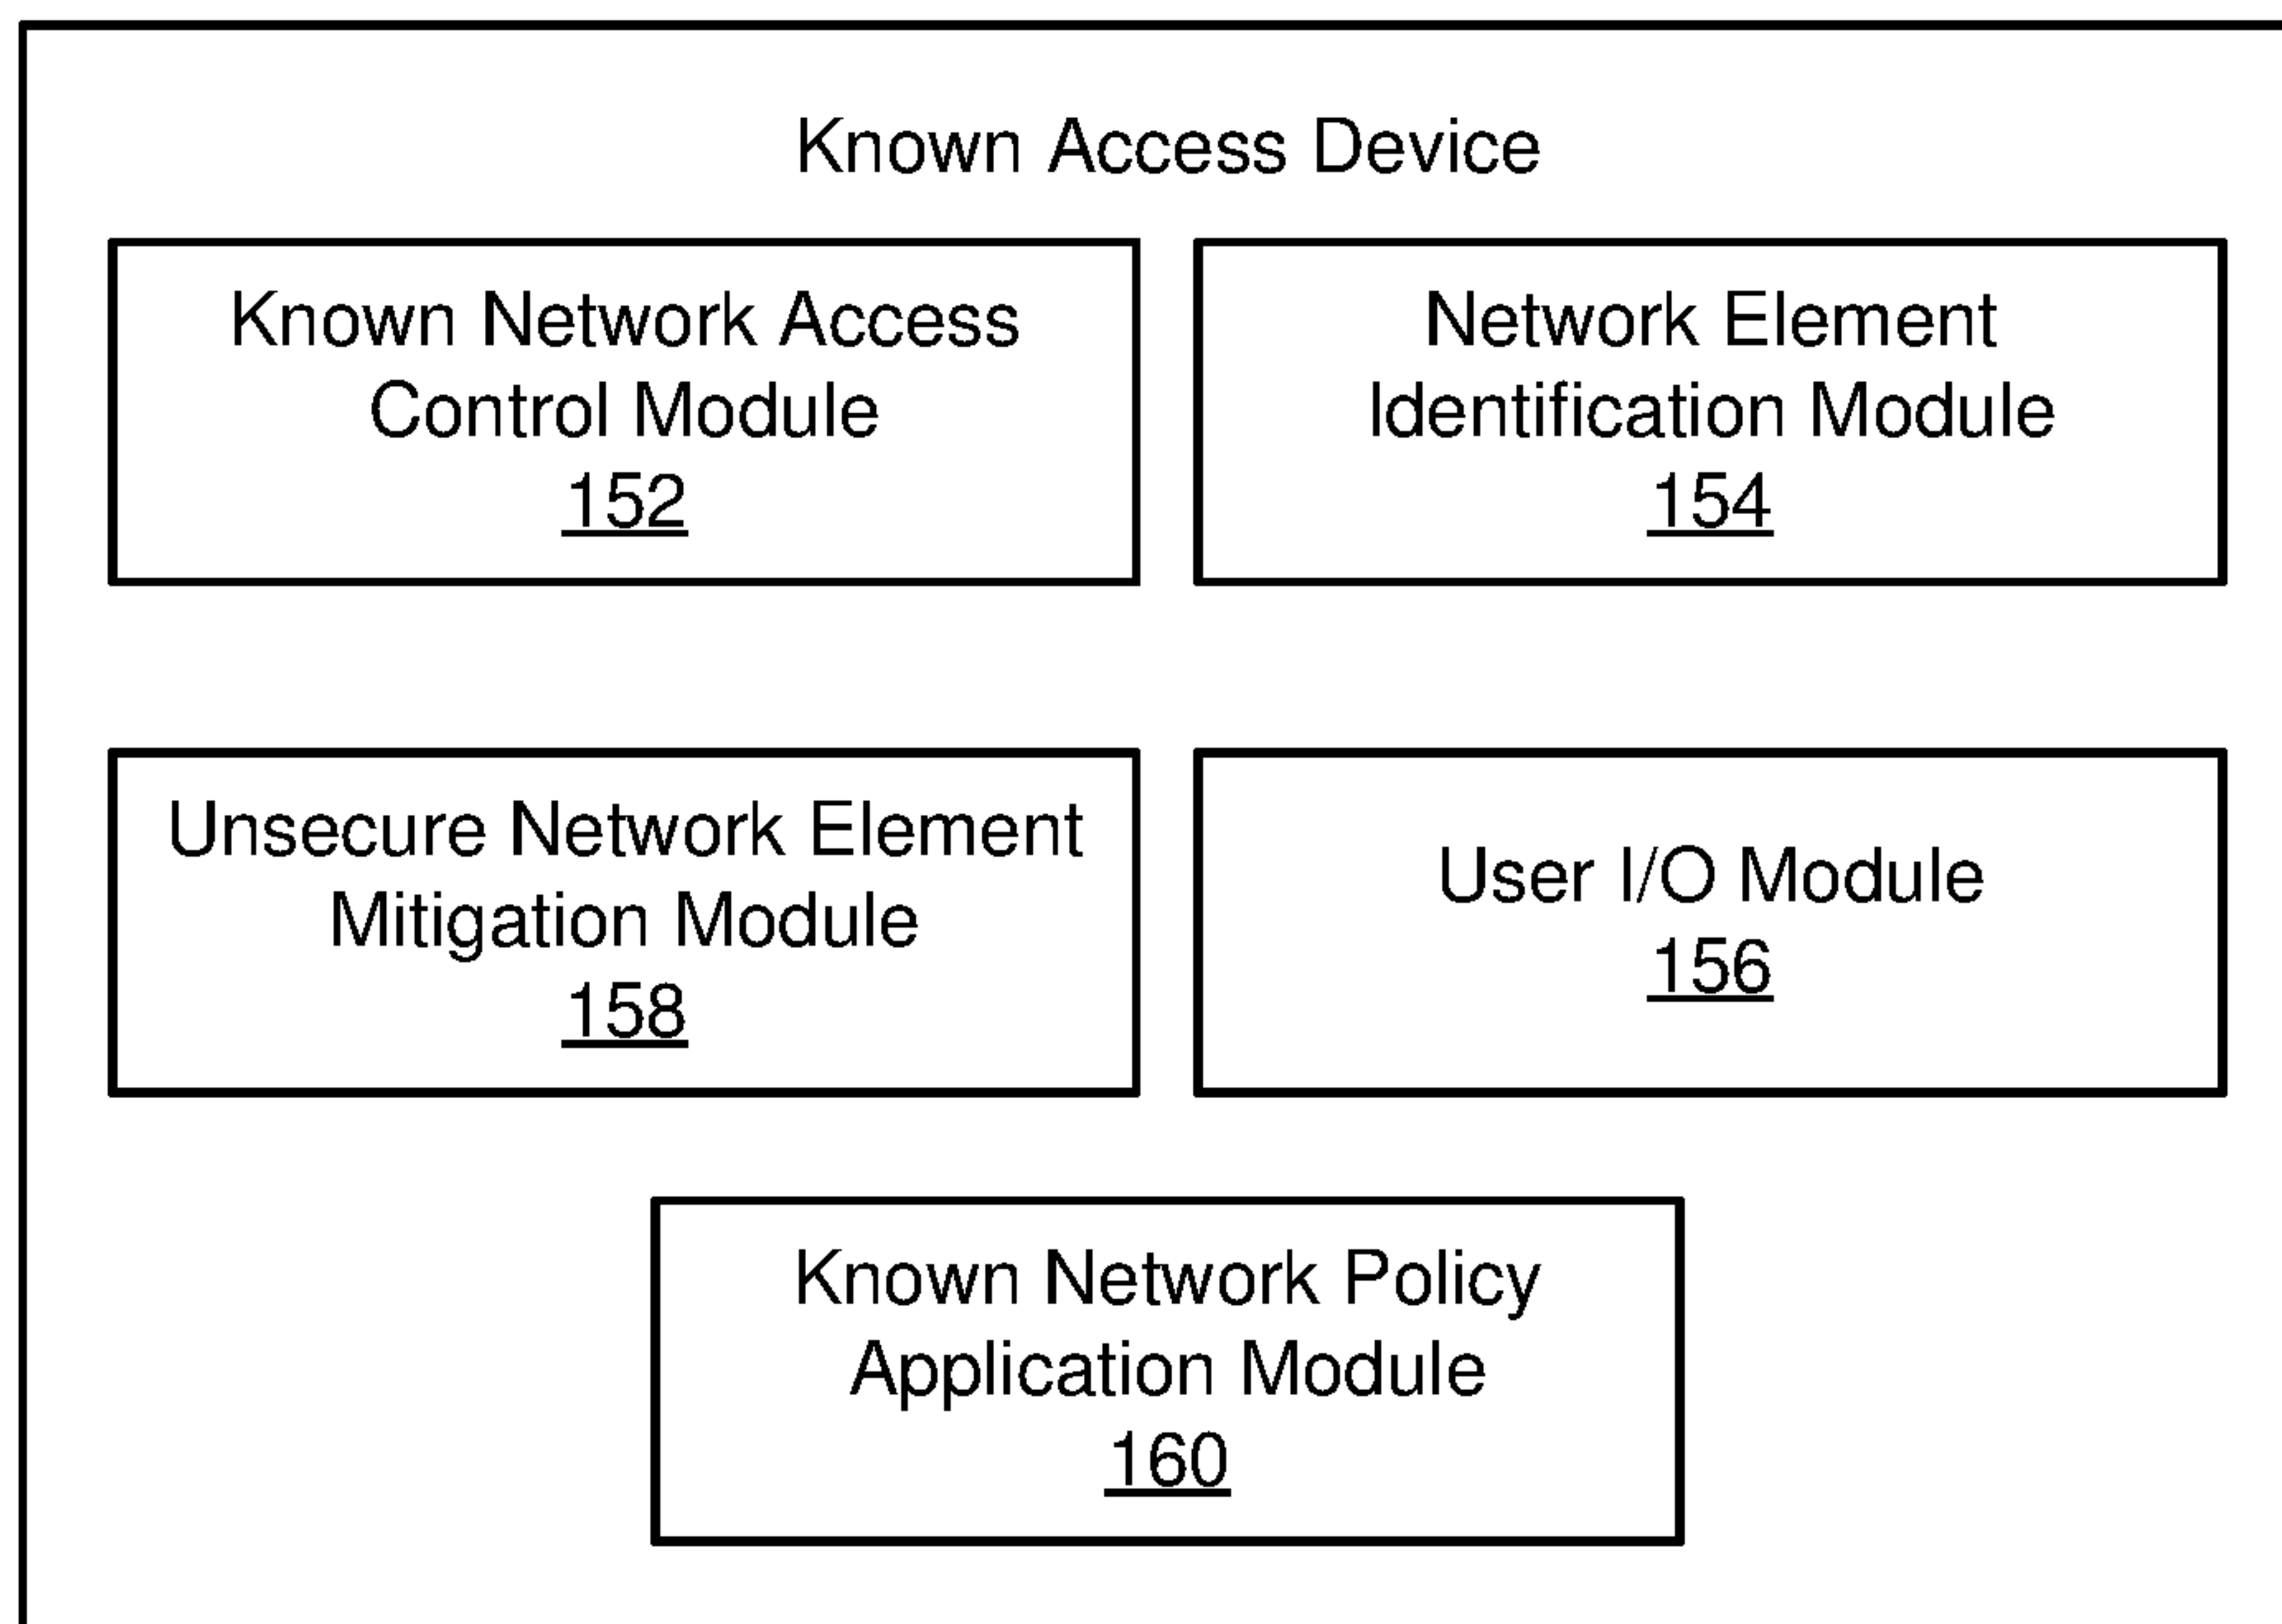 Known Access Device
Known Network Access
Control Module
152
Network Element
Identification Module
154
Unsecure Network Element
Mitigation Module
158
User I/O Module
156
Known Network Policy
Application Module
160